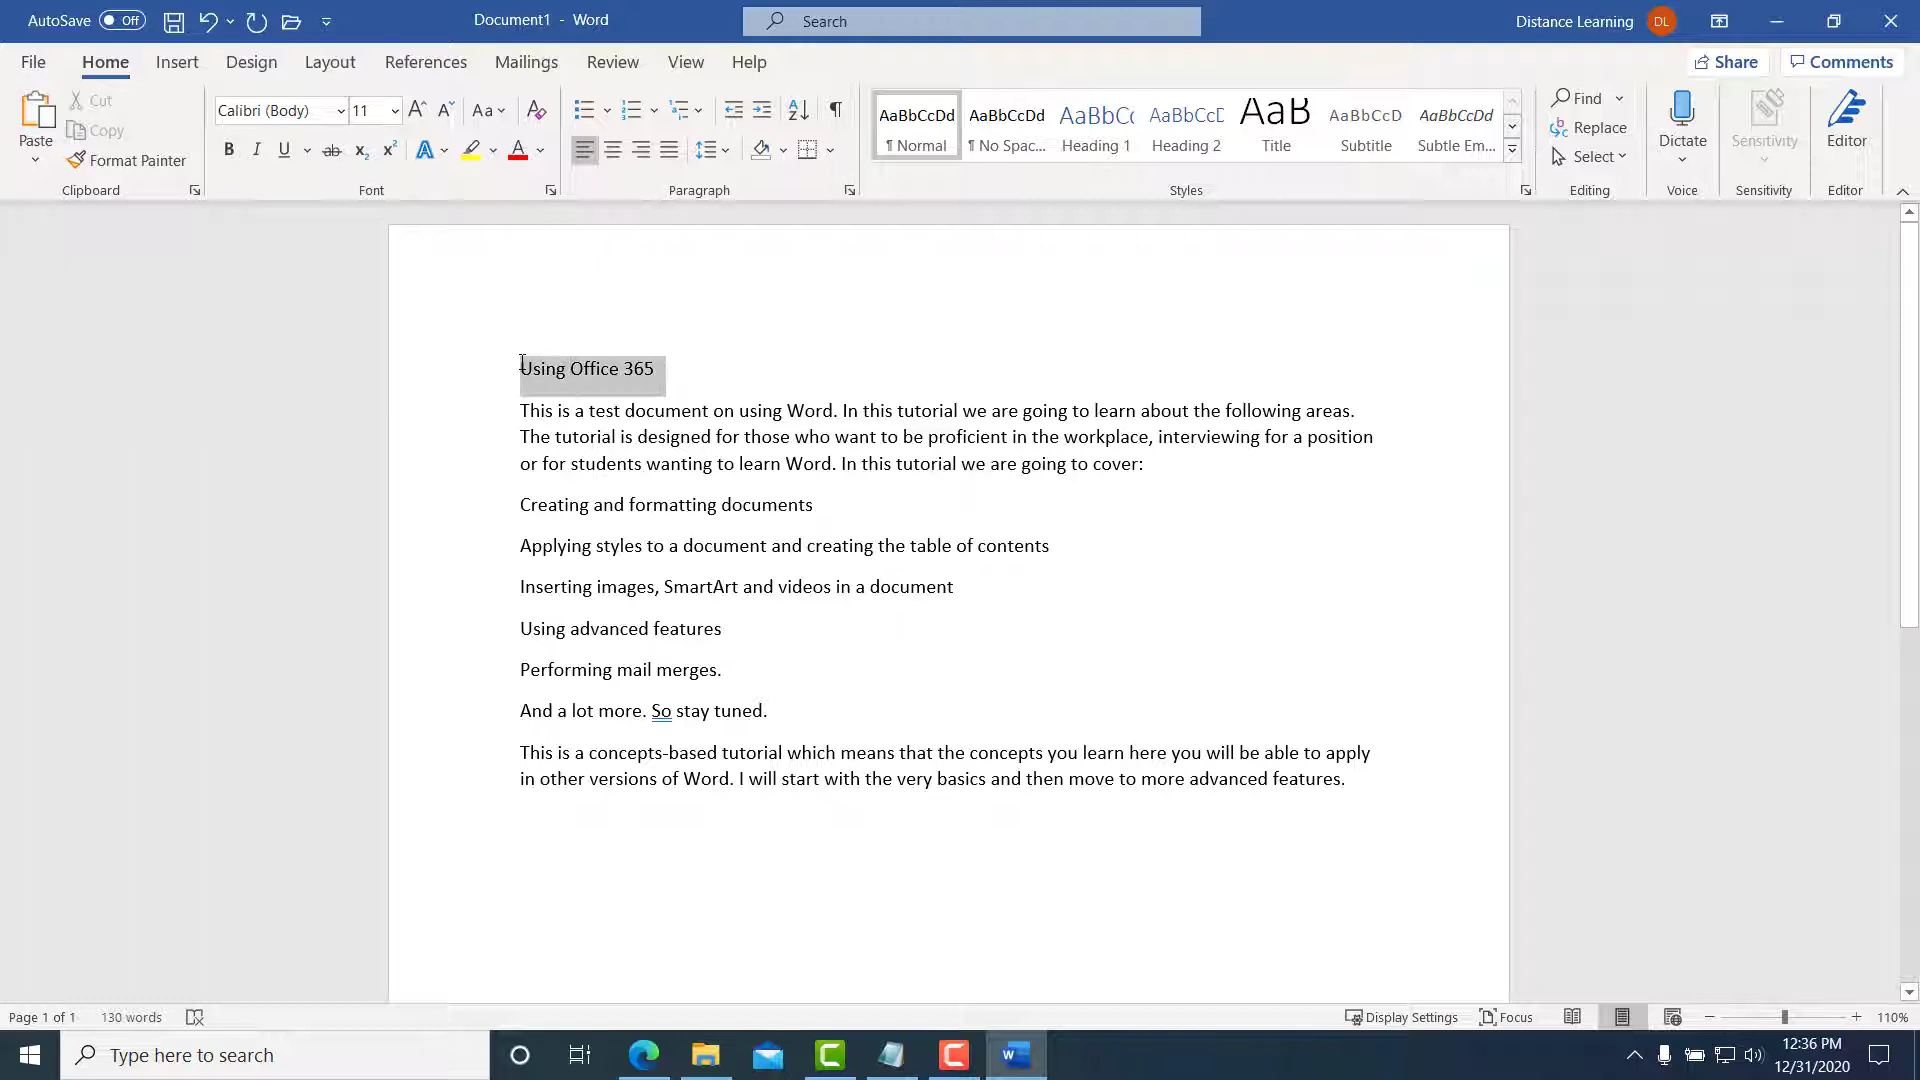 AutoSave Off Document1 - Word Search Distance Learning DL
File Home Insert Design Layout References Mailings Review View Help Share Comments
Paste Cut Copy Format Painter Clipboard
Calibri (Body) 11 Aa B I U ab x₂ x² A A Font
Paragraph
AaBbCcDd ¶ Normal
AaBbCcDd ¶ No Spac...
AaBbCc Heading 1
AaBbCcD Heading 2
AaB Title
AaBbCcD Subtitle
AaBbCcDd Subtle Em...
Styles
Find Replace Select Editing
Dictate Voice
Sensitivity Sensitivity
Editor Editor
Using Office 365
This is a test document on using Word. In this tutorial we are going to learn about the following areas.
The tutorial is designed for those who want to be proficient in the workplace, interviewing for a position
or for students wanting to learn Word. In this tutorial we are going to cover:
Creating and formatting documents
Applying styles to a document and creating the table of contents
Inserting images, SmartArt and videos in a document
Using advanced features
Performing mail merges.
And a lot more. So stay tuned.
This is a concepts-based tutorial which means that the concepts you learn here you will be able to apply
in other versions of Word. I will start with the very basics and then move to more advanced features.
Page 1 of 1 130 words Display Settings Focus 110%
Type here to search 12:36 PM
12/31/2020